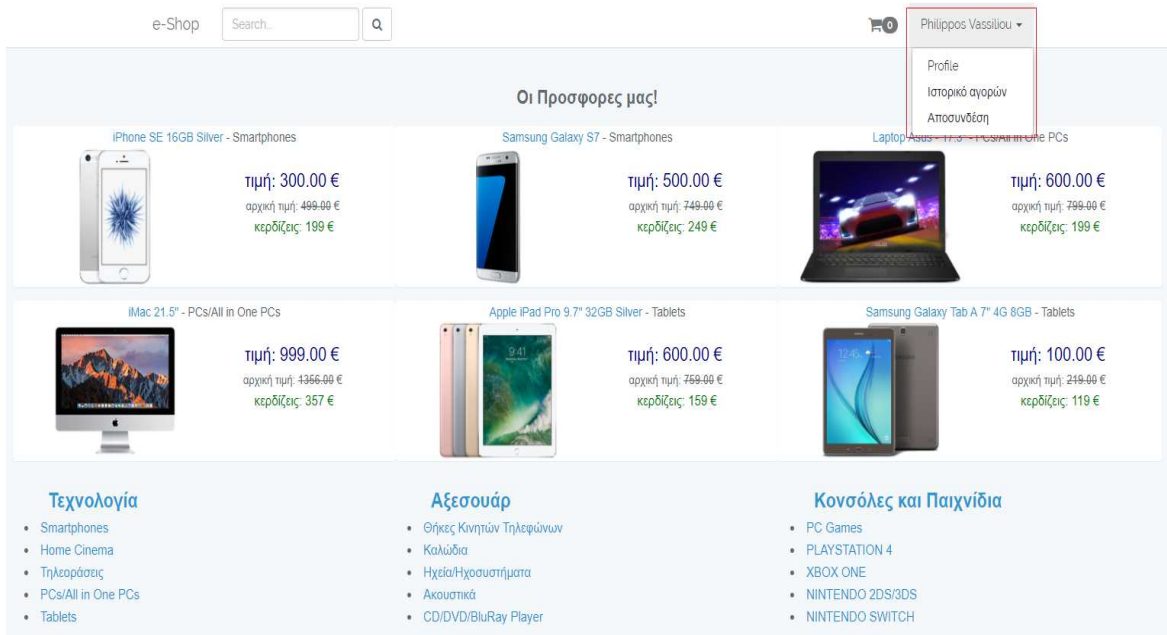 e-Shop Search... 0 Philippos Vassiliou
Profile
Ιστορικό αγορών
Αποσυνδέση
Οι Προσφορες μας!
iPhone SE 16GB Silver - Smartphones
τιμή: 300.00 €
αρχική τιμή: 499.00 €
κερδίζεις: 199 €
Samsung Galaxy S7 - Smartphones
τιμή: 500.00 €
αρχική τιμή: 749.00 €
κερδίζεις: 249 €
Laptop Asus - 17.3" - PCs/All in One PCs
τιμή: 600.00 €
αρχική τιμή: 799.00 €
κερδίζεις: 199 €
iMac 21.5" - PCs/All in One PCs
τιμή: 999.00 €
αρχική τιμή: 1356.00 €
κερδίζεις: 357 €
Apple iPad Pro 9.7" 32GB Silver - Tablets
9:41
τιμή: 600.00 €
αρχική τιμή: 759.00 €
κερδίζεις: 159 €
Samsung Galaxy Tab A 7" 4G 8GB - Tablets
12:45
τιμή: 100.00 €
αρχική τιμή: 219.00 €
κερδίζεις: 119 €
Τεχνολογία
• Smartphones
• Home Cinema
• Τηλεοράσεις
• PCs/All in One PCs
• Tablets
Αξεσουάρ
• Θήκες Κινητών Τηλεφώνων
• Καλώδια
• Ηχεία/Ηχοσυστήματα
• Ακουστικά
• CD/DVD/BluRay Player
Κονσόλες και Παιχνίδια
• PC Games
• PLAYSTATION 4
• XBOX ONE
• NINTENDO 2DS/3DS
• NINTENDO SWITCH